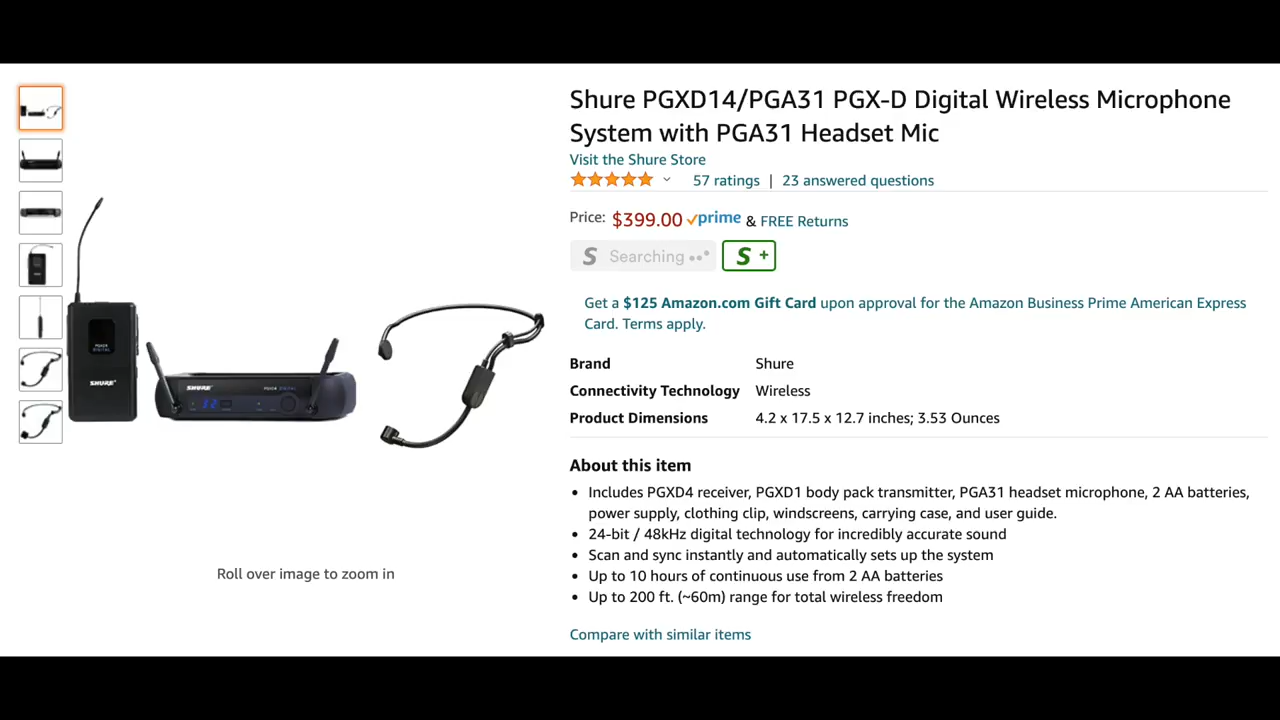 Shure PGXD14/PGA31 PGX-D Digital Wireless Microphone
System with PGA31 Headset Mic
Visit the Shure Store
57 ratings | 23 answered questions
Price: $399.00 prime & FREE Returns
S Searching S +
Get a $125 Amazon.com Gift Card upon approval for the Amazon Business Prime American Express
Card. Terms apply.
Brand Shure
Connectivity Technology Wireless
Product Dimensions 4.2 x 17.5 x 12.7 inches; 3.53 Ounces
About this item
• Includes PGXD4 receiver, PGXD1 body pack transmitter, PGA31 headset microphone, 2 AA batteries,
power supply, clothing clip, windscreens, carrying case, and user guide.
• 24-bit / 48kHz digital technology for incredibly accurate sound
• Scan and sync instantly and automatically sets up the system
• Up to 10 hours of continuous use from 2 AA batteries
• Up to 200 ft. (~60m) range for total wireless freedom
Compare with similar items
SHURE
SHURE
Roll over image to zoom in